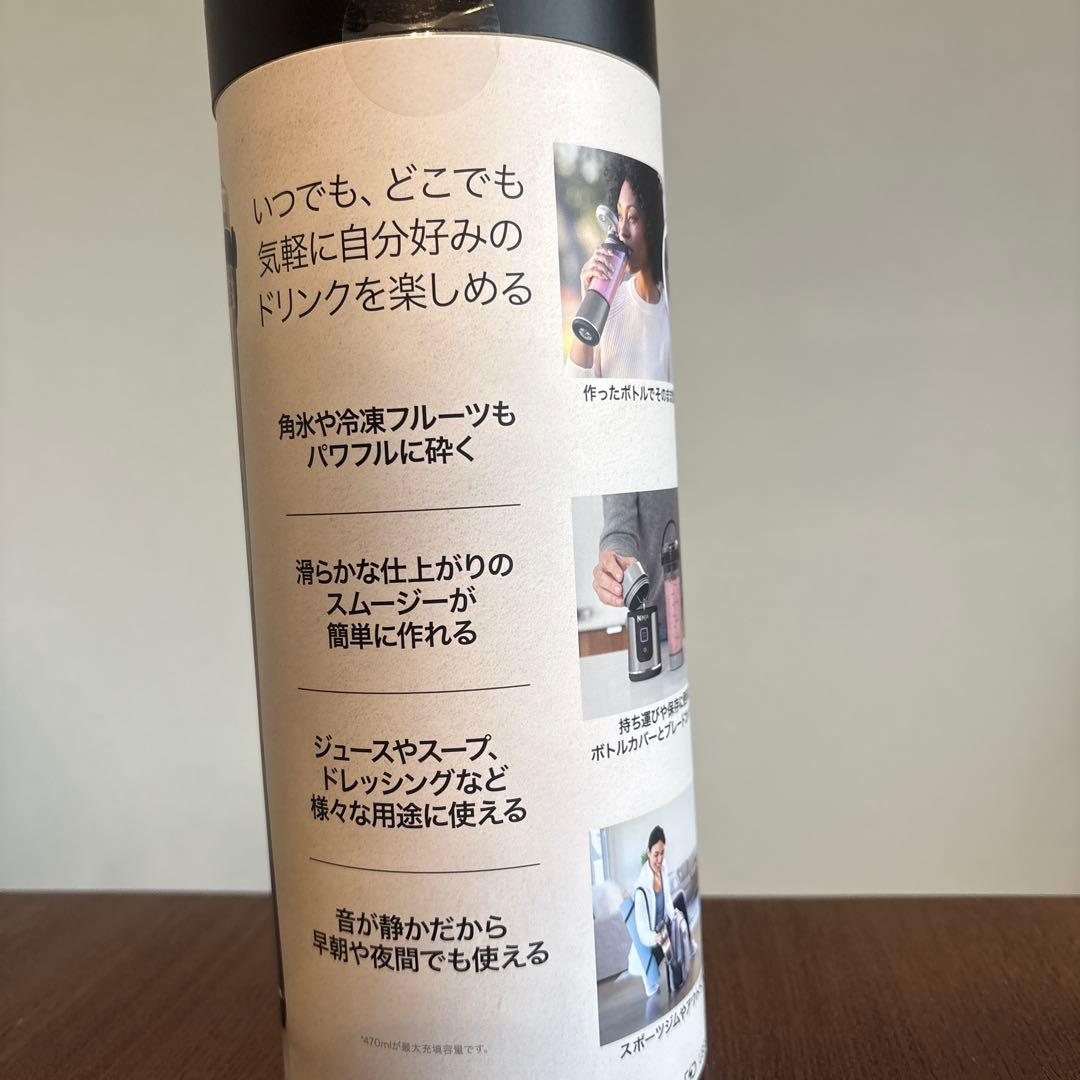 いつでも、どこでも
気軽に自分好みの
ドリンクを楽しめる
角氷や冷凍フルーツも
パワフルに砕く
滑らかな仕上がりの
スムージーが
簡単に作れる
ジュースやスープ、
ドレッシングなど
様々な用途に使える
音が静かだから
早朝や夜間でも使える
*470mlが最大充填容量です。
作ったボトルでそのまま
NINJA
持ち運びや保存に
ボトルカバーとブレード
スポーツジムやアウト